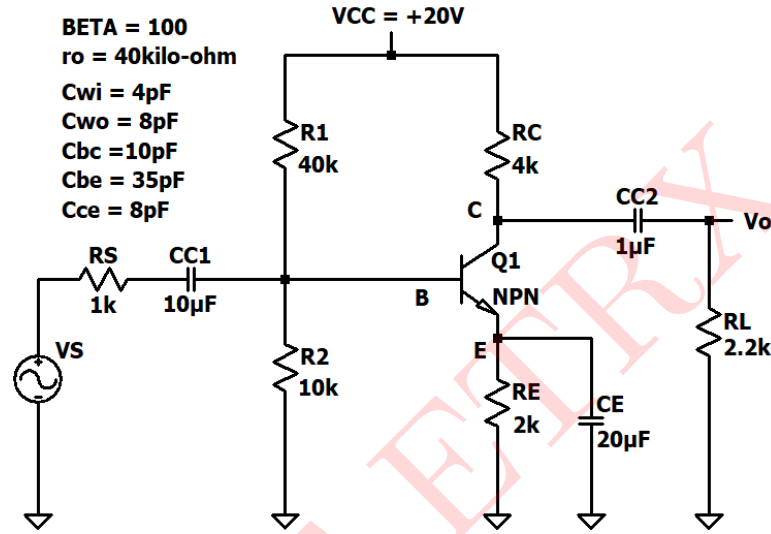 VCC = +20V
BETA = 100
ro = 40kilo-ohm
Cwi = 4pF
Cwo = 8pF
Cbc =10pF
Cbe = 35pF
Cce = 8pF
R1
40k
RC
4k
C
CC2
1µF
Vo
RS
1k
CC1
10µF
B
Q1
NPN
E
VS
R2
10k
RE
2k
CE
20µF
RL
2.2k
ETRX